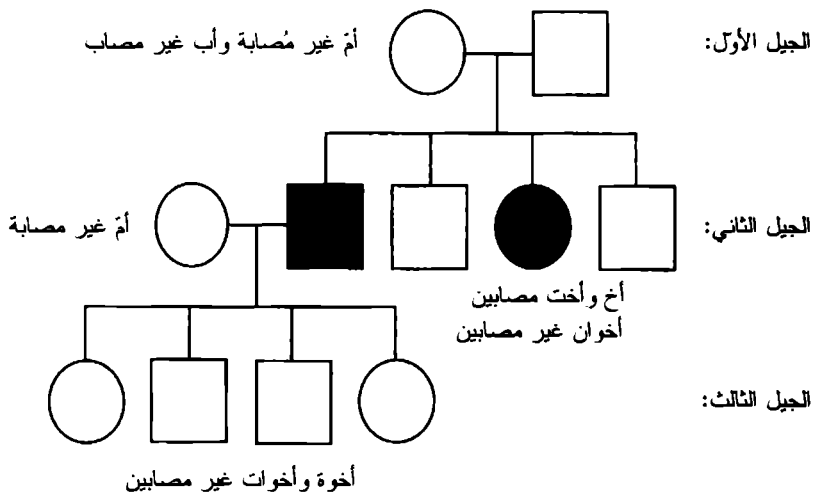 الجيل الأوّل:
أمّ غير مُصابة وأب غير مصاب
الجيل الثاني:
أمّ غير مصابة
أخ وأخت مصابين
أخوان غير مصابين
الجيل الثالث:
أخوة وأخوات غير مصابين